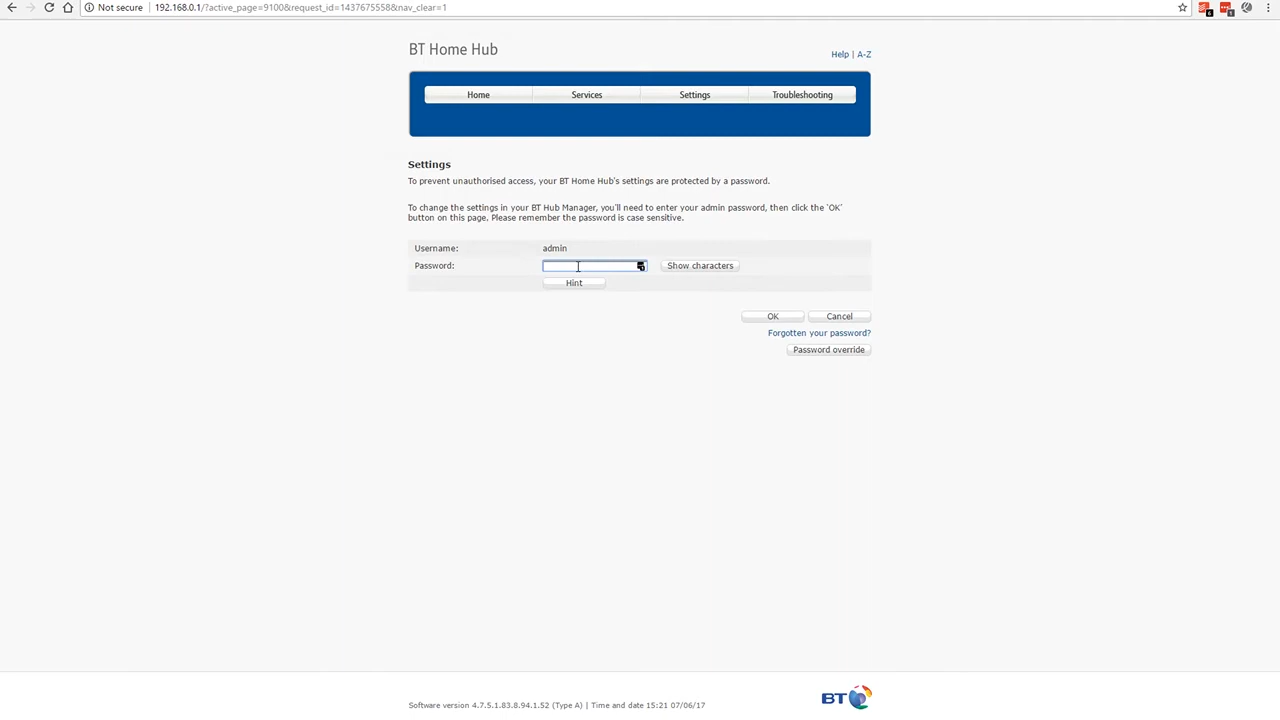 Not secure | 192.168.0.1/?active_page=9100&request_id=1437675558&nav_clear=1
BT Home Hub
Help | A-Z
Home Services Settings Troubleshooting
Settings
To prevent unauthorised access, your BT Home Hub's settings are protected by a password.
To change the settings in your BT Hub Manager, you'll need to enter your admin password, then click the 'OK'
button on this page. Please remember the password is case sensitive.
Username: admin
Password: Show characters
Hint
OK Cancel
Forgotten your password?
Password override
BT
Software version 4.7.5.1.83.8.94.1.52 (Type A) | Time and date 15:21 07/06/17